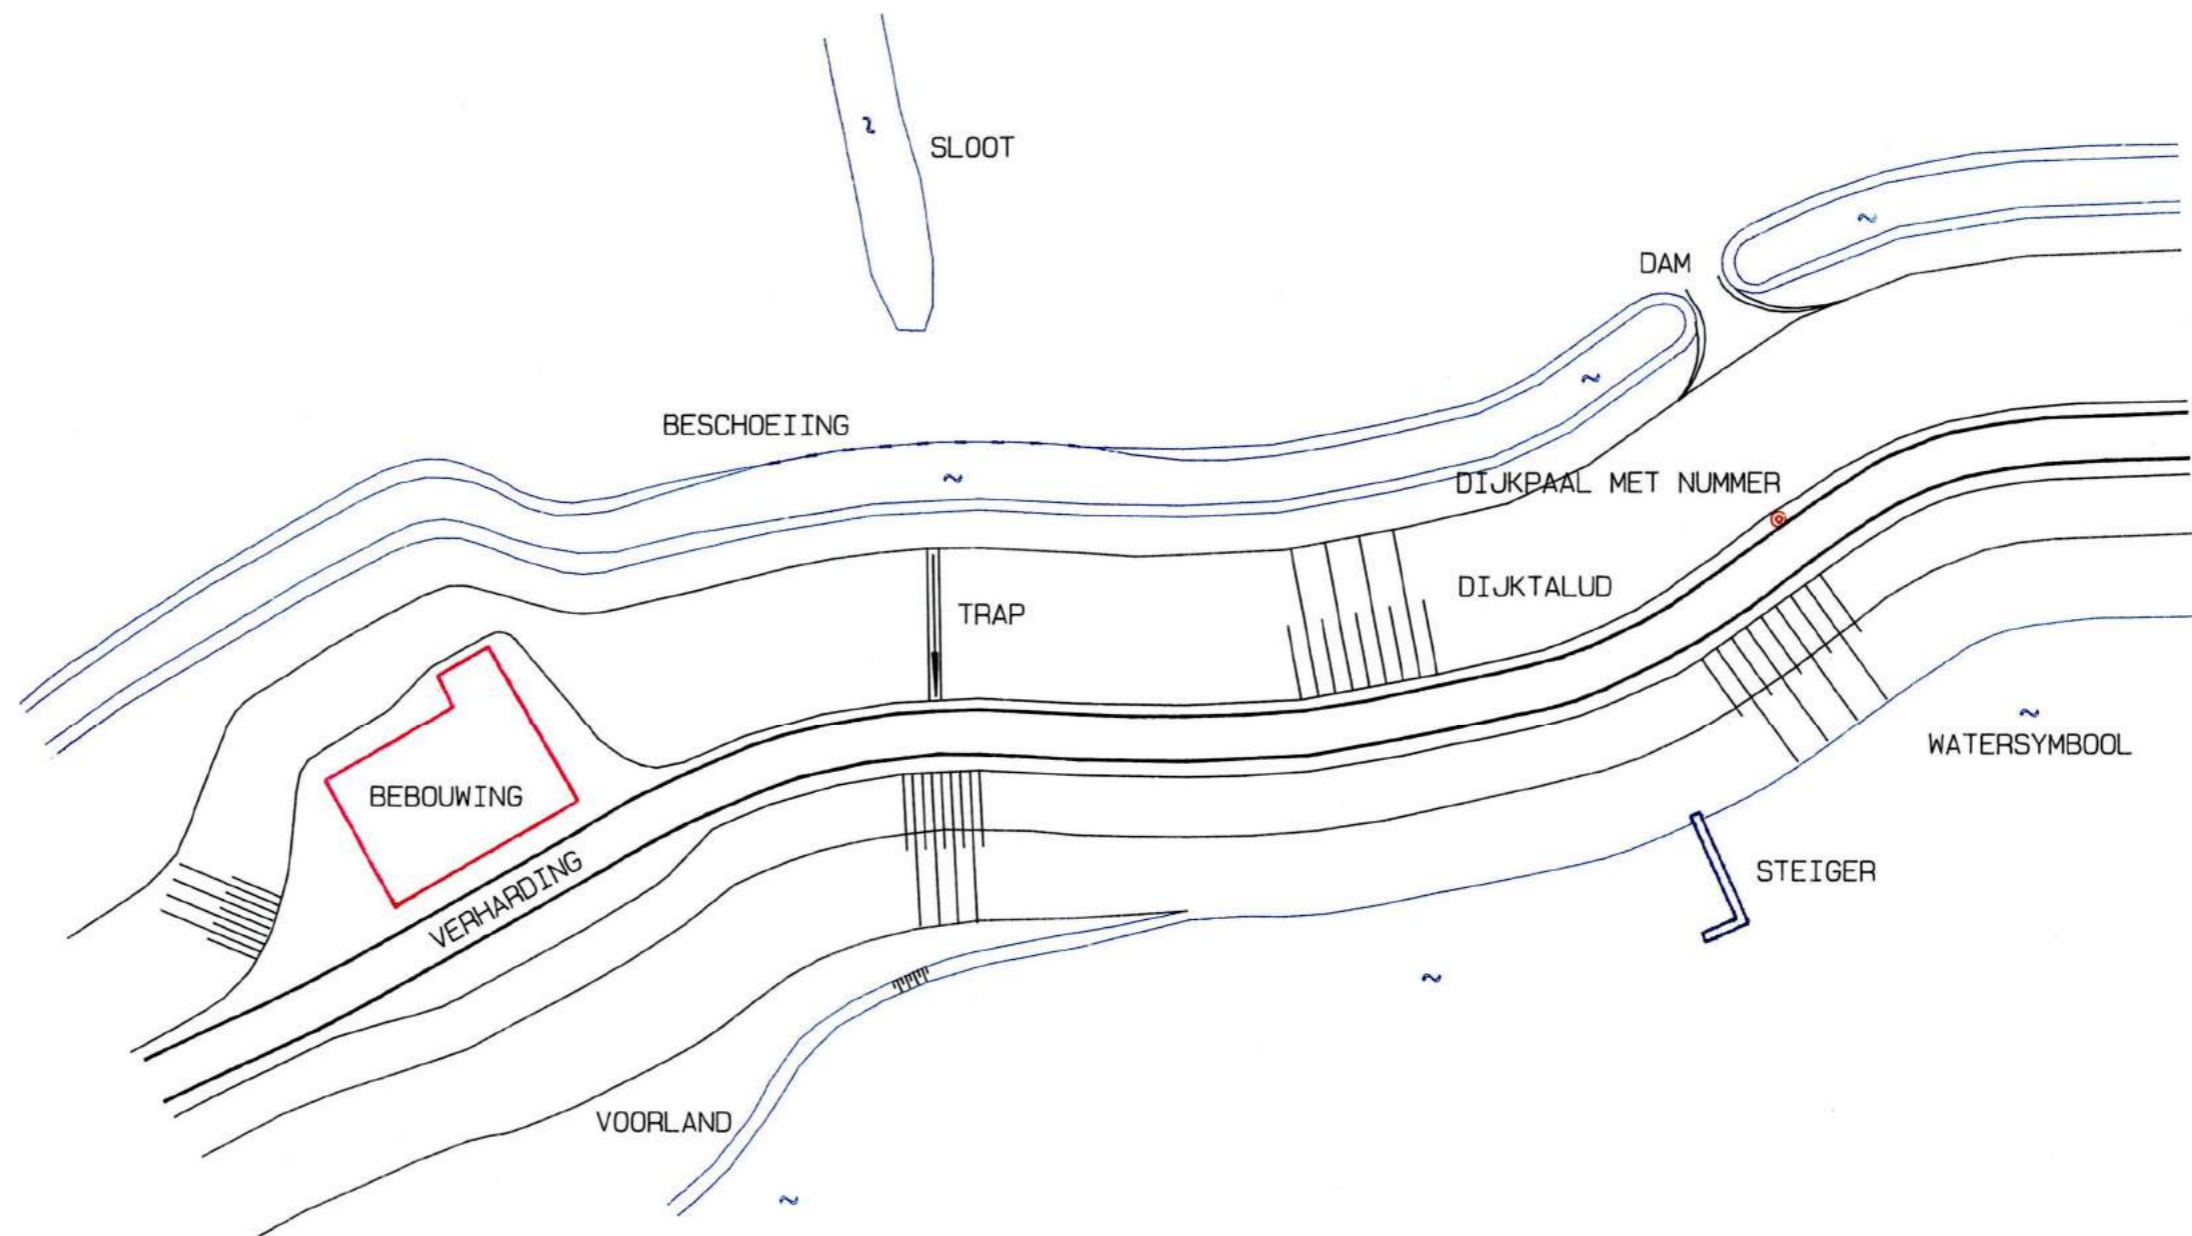 SLOOT
DAM
BESCHOEIING
DIJKPAAL MET NUMMER
DIJKTALUD
TRAP
WATERSYMBOOL
BEBOUWING
STEIGER
VERHARDING
VOORLAND